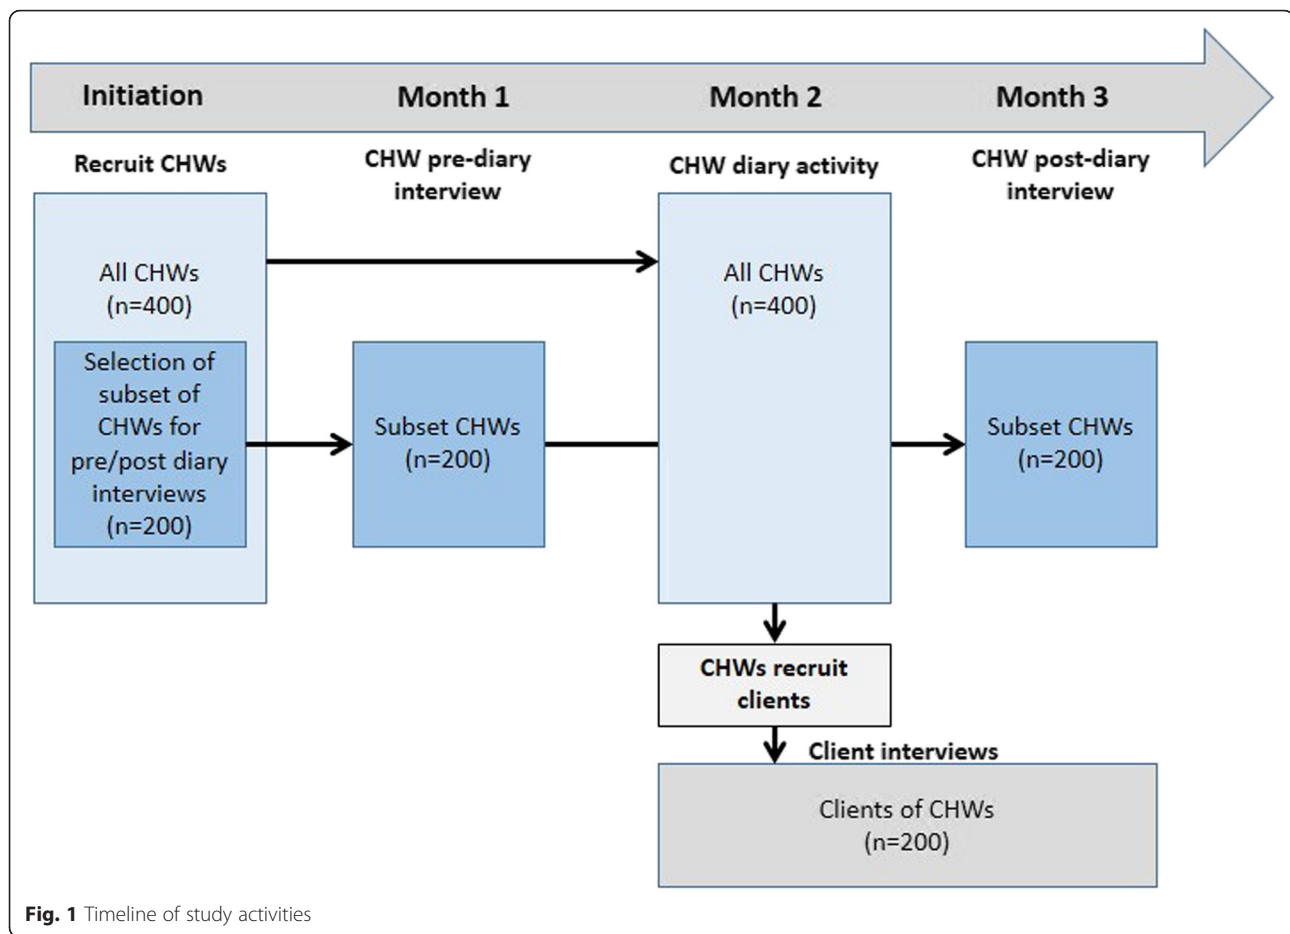 Initiation
Month 1
Month 2
Month 3
Recruit CHWs
CHW pre-diary
interview
CHW diary activity
CHW post-diary
interview
All CHWs
(n=400)
Selection of
subset of
CHWs for
pre/post diary
interviews
(n=200)
Subset CHWs
(n=200)
All CHWs
(n=400)
Subset CHWs
(n=200)
CHWs recruit
clients
Client interviews
Clients of CHWs
(n=200)
Fig. 1 Timeline of study activities